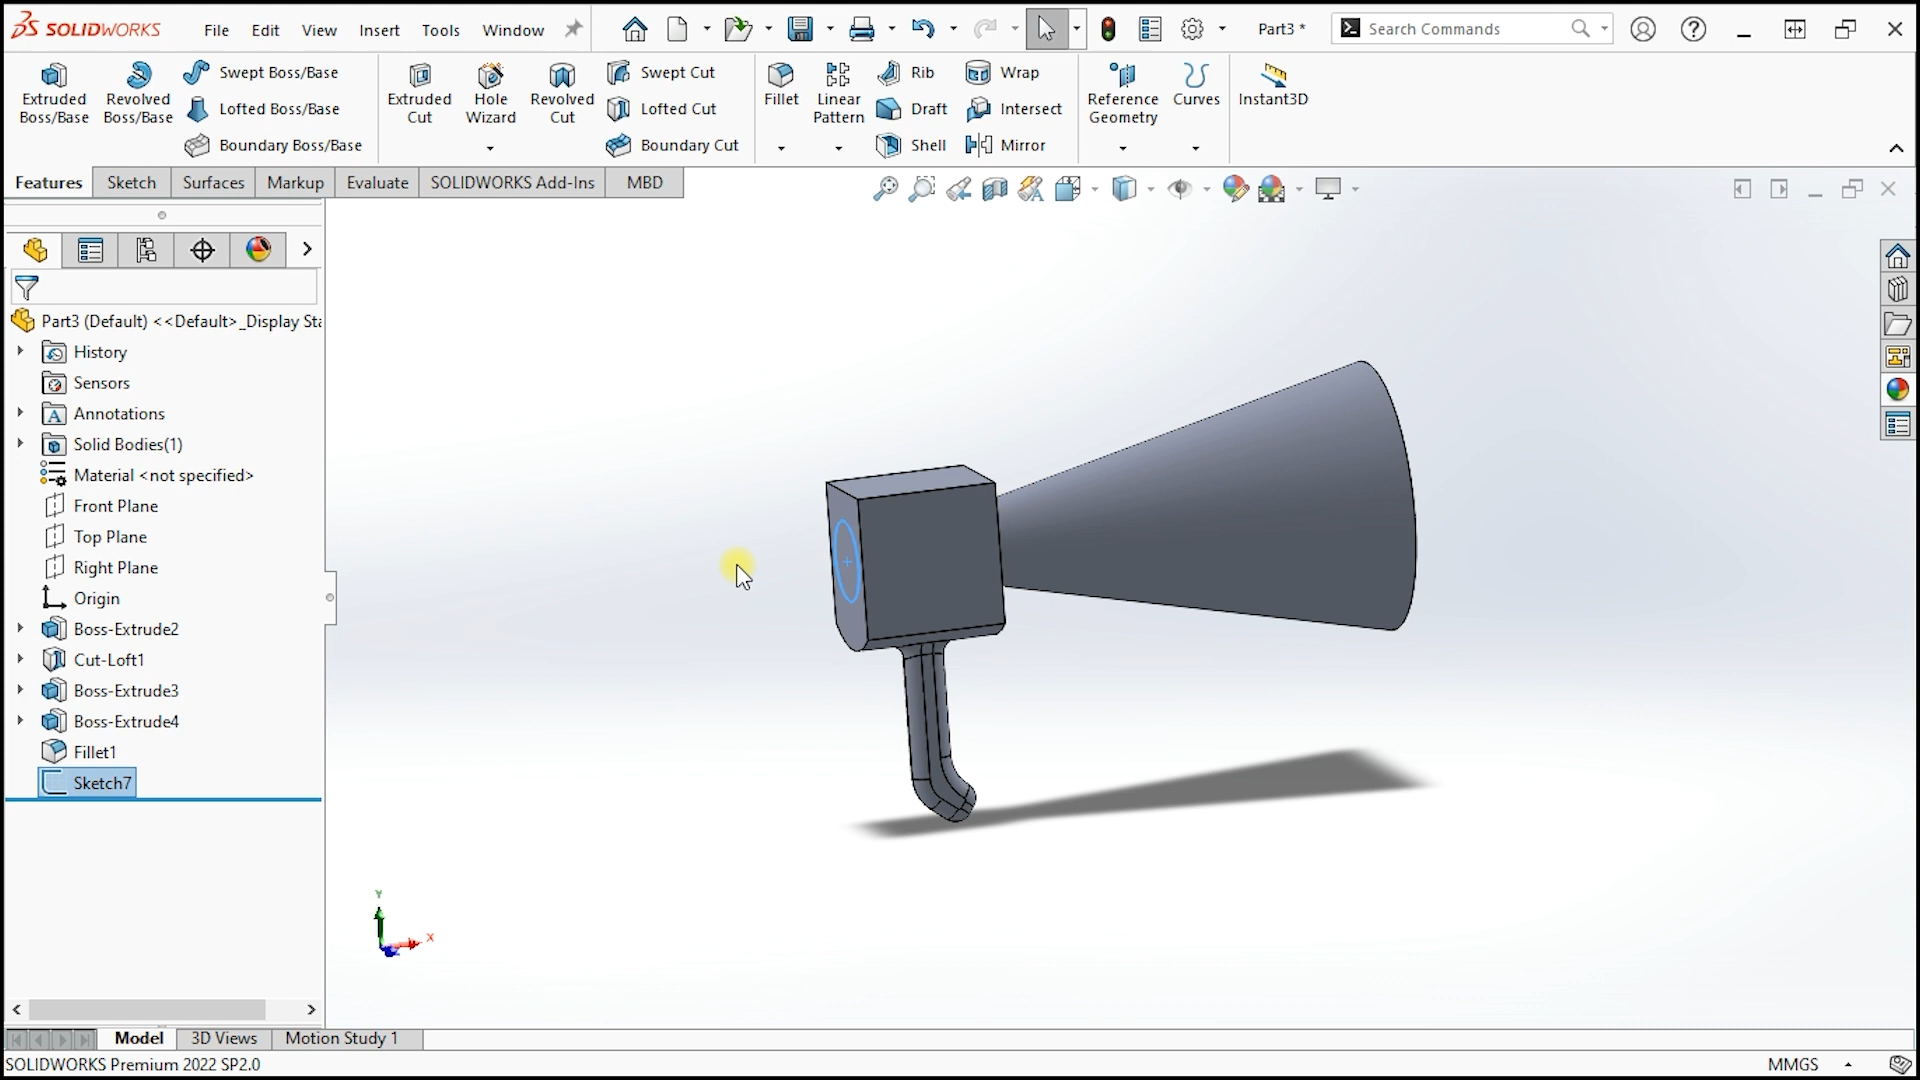 SOLIDWORKS File Edit View Insert Tools Window Part3 * Search Commands
Extruded Boss/Base
Revolved Boss/Base
Swept Boss/Base
Lofted Boss/Base
Boundary Boss/Base
Extruded Cut
Hole Wizard
Revolved Cut
Swept Cut
Lofted Cut
Boundary Cut
Fillet
Linear Pattern
Rib
Draft
Shell
Wrap
Intersect
Mirror
Reference Geometry
Curves
Instant3D
Features Sketch Surfaces Markup Evaluate SOLIDWORKS Add-Ins MBD
Part3 (Default) <<Default>_Display Sta
History
Sensors
Annotations
Solid Bodies(1)
Material <not specified>
Front Plane
Top Plane
Right Plane
Origin
Boss-Extrude2
Cut-Loft1
Boss-Extrude3
Boss-Extrude4
Fillet1
Sketch7
Y
X
Model 3D Views Motion Study 1
SOLIDWORKS Premium 2022 SP2.0 MMGS